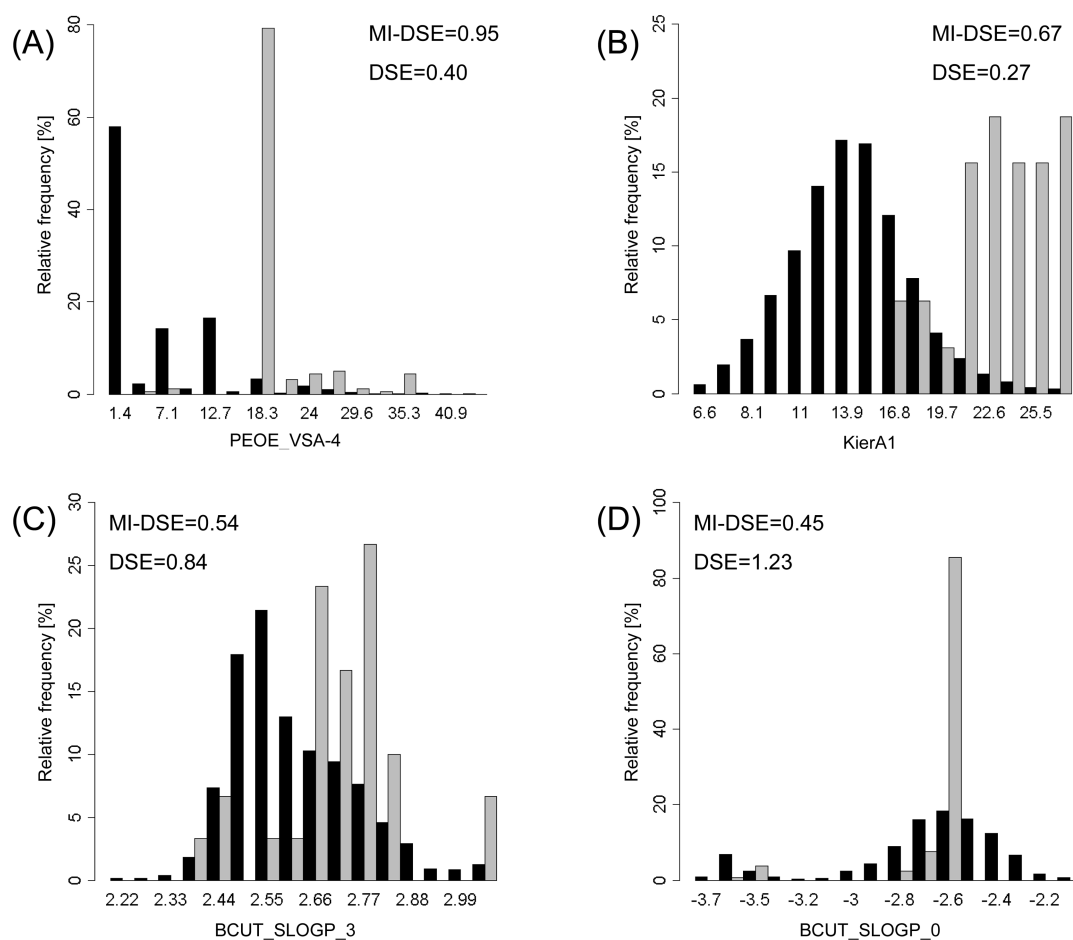 (A)
MI-DSE=0.95
DSE=0.40
Relative frequency [%]
0 20 40 60 80
1.4 7.1 12.7 18.3 24 29.6 35.3 40.9
PEOE_VSA-4
(B)
MI-DSE=0.67
DSE=0.27
Relative frequency [%]
0 5 10 15 20 25
6.6 8.1 11 13.9 16.8 19.7 22.6 25.5
KierA1
(C)
MI-DSE=0.54
DSE=0.84
Relative frequency [%]
0 5 10 15 20 25 30
2.22 2.33 2.44 2.55 2.66 2.77 2.88 2.99
BCUT_SLOGP_3
(D)
MI-DSE=0.45
DSE=1.23
Relative frequency [%]
0 20 40 60 80 100
-3.7 -3.5 -3.2 -3 -2.8 -2.6 -2.4 -2.2
BCUT_SLOGP_0